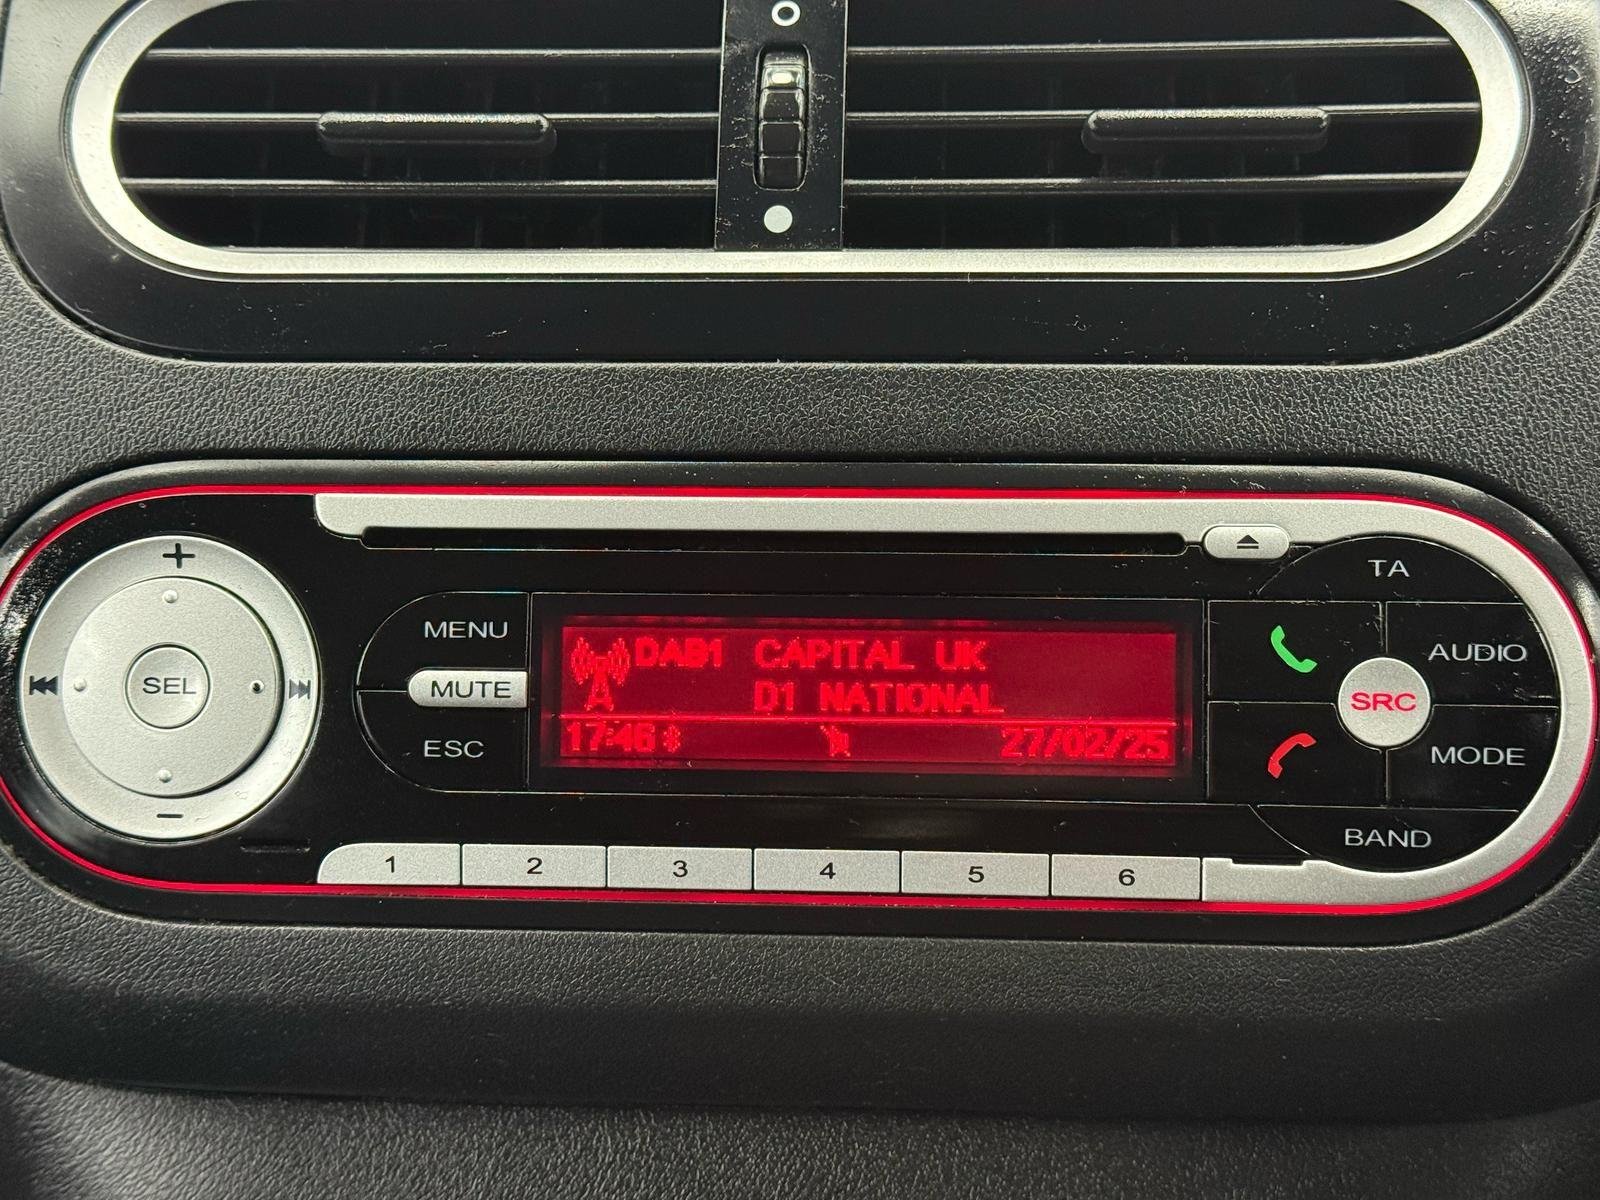 TA
MENU
AUDIO
SEL
MUTE
SRC
ESC
MODE
BAND
DAB1 CAPITAL UK
D1 NATIONAL
17:46 27/02/25
1 2 3 4 5 6